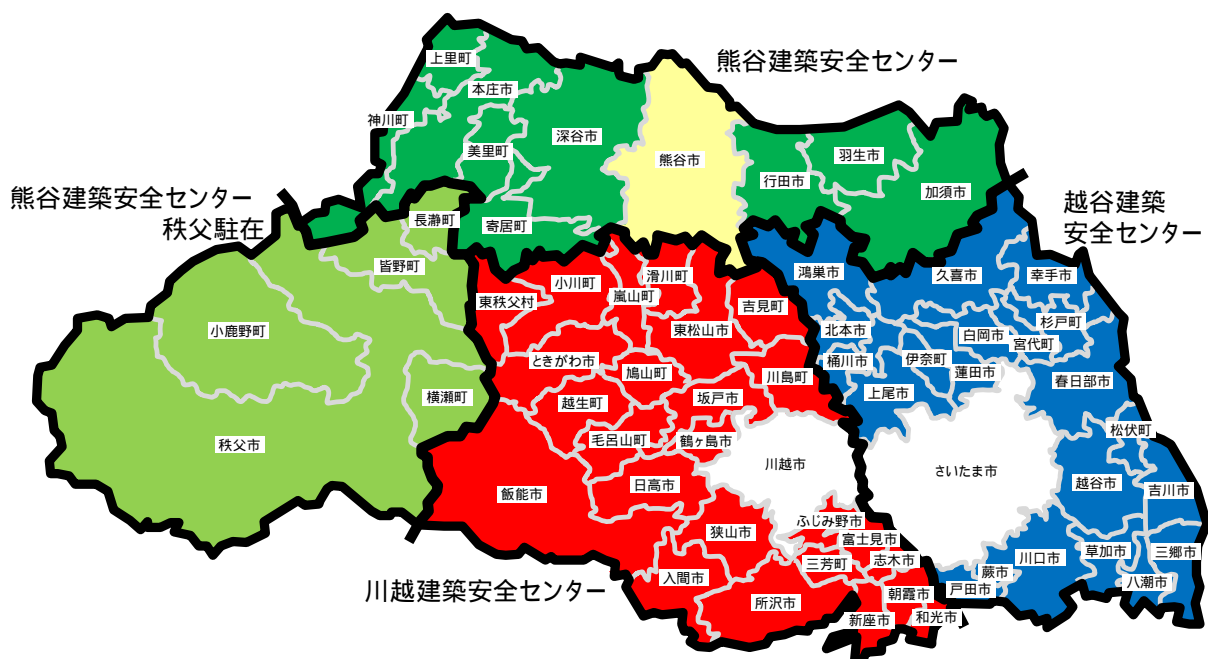 熊谷建築安全センター
上里町
本庄市
神川町
美里町
深谷市
熊谷市
行田市
羽生市
加須市
寄居町
熊谷建築安全センター
秩父駐在
長瀞町
皆野町
小鹿野町
横瀬町
秩父市
越谷建築
安全センター
東秩父村
小川町
嵐山町
滑川町
吉見町
東松山市
ときがわ市
鳩山町
川島町
越生町
坂戸市
毛呂山町
鶴ヶ島市
川越市
飯能市
日高市
狭山市
ふじみ野市
富士見市
三芳町
志木市
入間市
所沢市
朝霞市
新座市
和光市
川越建築安全センター
鴻巣市
久喜市
幸手市
北本市
白岡市
杉戸町
宮代町
桶川市
伊奈町
蓮田市
上尾市
春日部市
松伏町
さいたま市
越谷市
吉川市
川口市
草加市
三郷市
蕨市
戸田市
八潮市